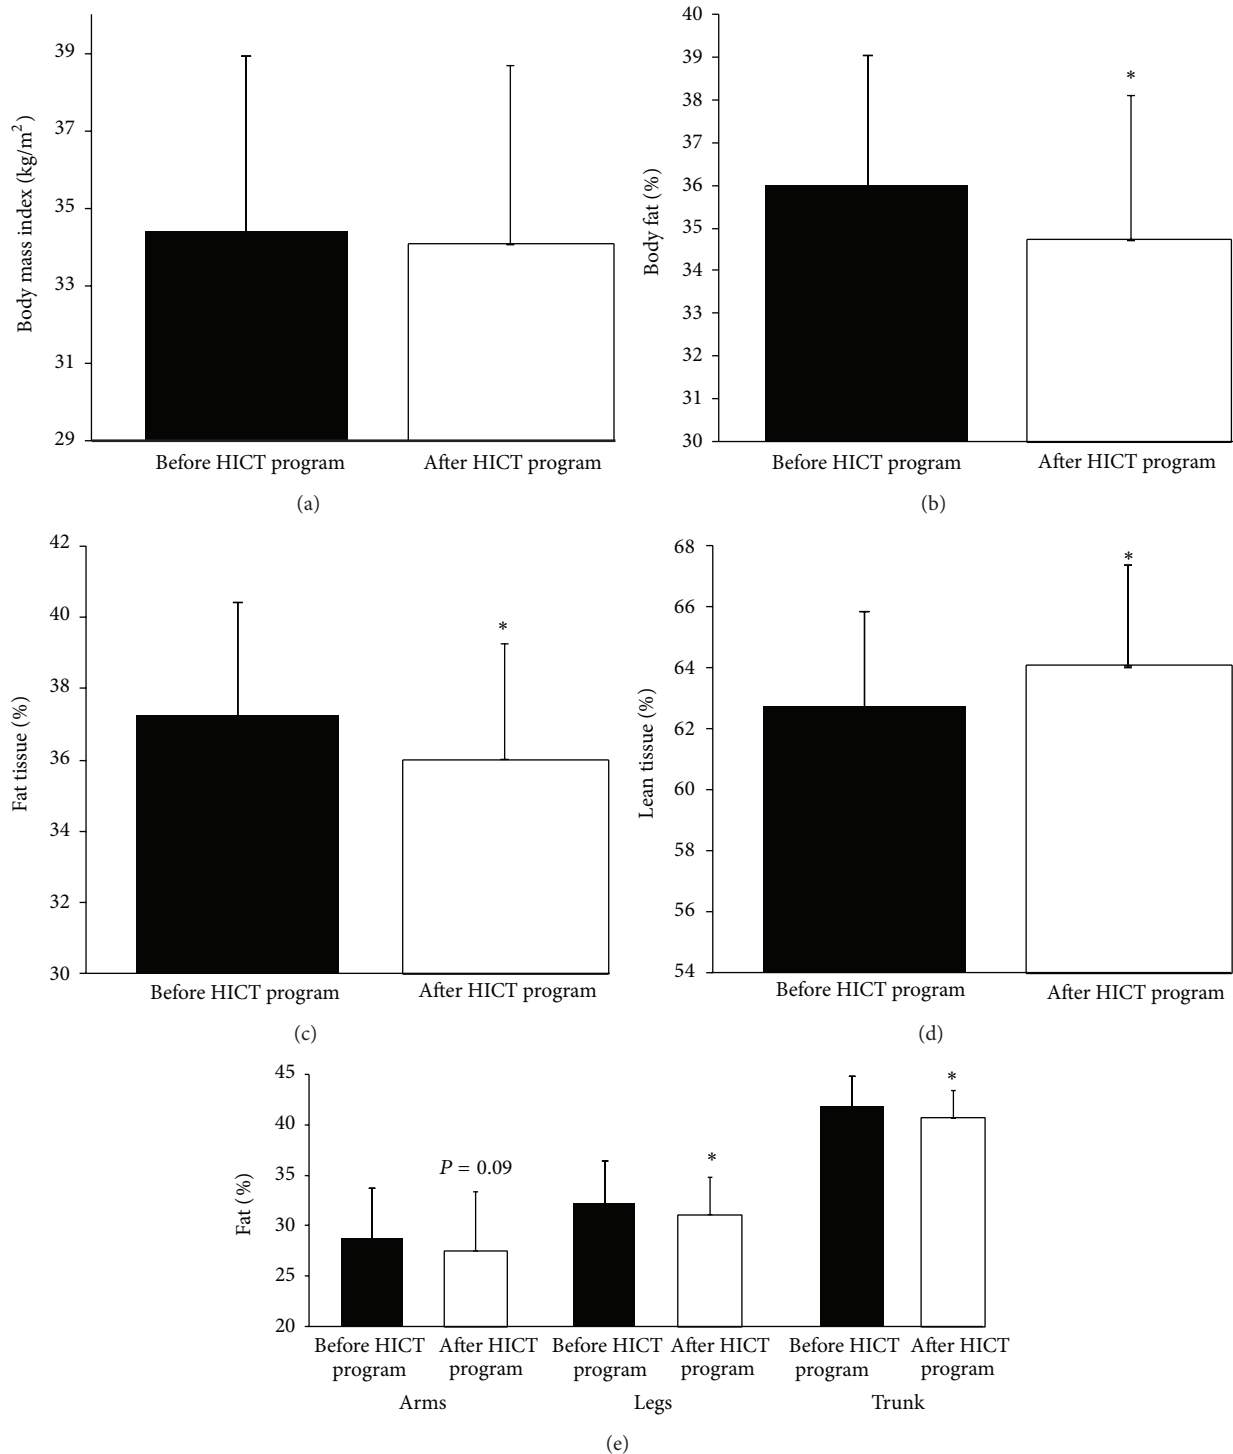 39
37
35
33
31
29
Body mass index (kg/m²)
Before HICT program
After HICT program
(a)
40
39
38
37
36
35
34
33
32
31
30
Body fat (%)
*
Before HICT program
After HICT program
(b)
42
40
38
36
34
32
30
Fat tissue (%)
*
Before HICT program
After HICT program
(c)
68
66
64
62
60
58
56
54
Lean tissue (%)
*
Before HICT program
After HICT program
(d)
45
40
35
30
25
20
Fat (%)
P = 0.09
*
*
Before HICT
program
After HICT
program
Before HICT
program
After HICT
program
Before HICT
program
After HICT
program
Arms
Legs
Trunk
(e)